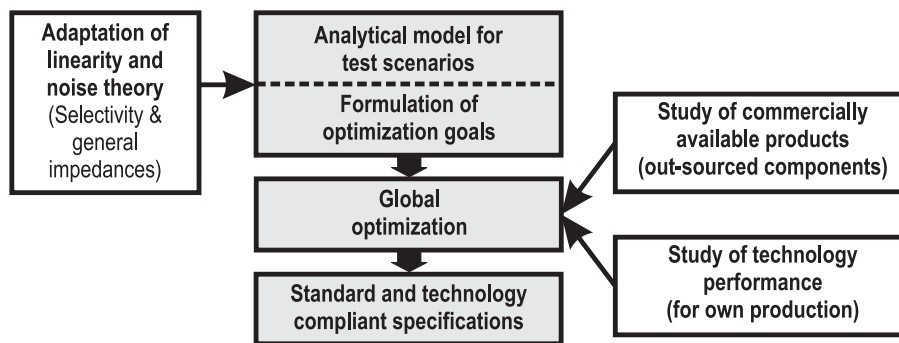 Adaptation of
linearity and
noise theory
(Selectivity &
general
impedances)
Analytical model for
test scenarios
Formulation of
optimization goals
Global
optimization
Standard and technology
compliant specifications
Study of commercially
available products
(out-sourced components)
Study of technology
performance
(for own production)